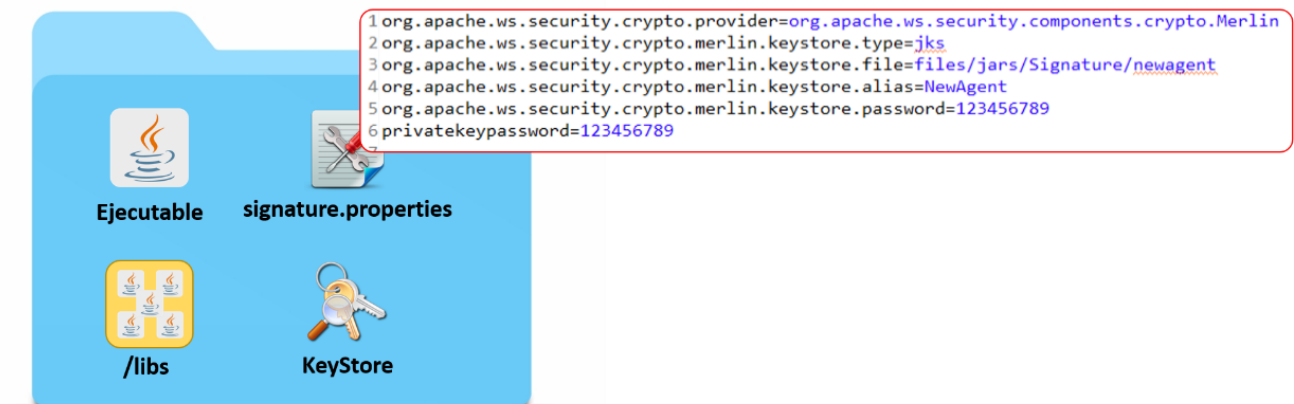 1 org.apache.ws.security.crypto.provider=org.apache.ws.security.components.crypto.Merlin
2 org.apache.ws.security.crypto.merlin.keystore.type=jks
3 org.apache.ws.security.crypto.merlin.keystore.file=files/jars/Signature/newagent
4 org.apache.ws.security.crypto.merlin.keystore.alias=NewAgent
5 org.apache.ws.security.crypto.merlin.keystore.password=123456789
6 privatekeypassword=123456789
7
Ejecutable
signature.properties
/libs
KeyStore